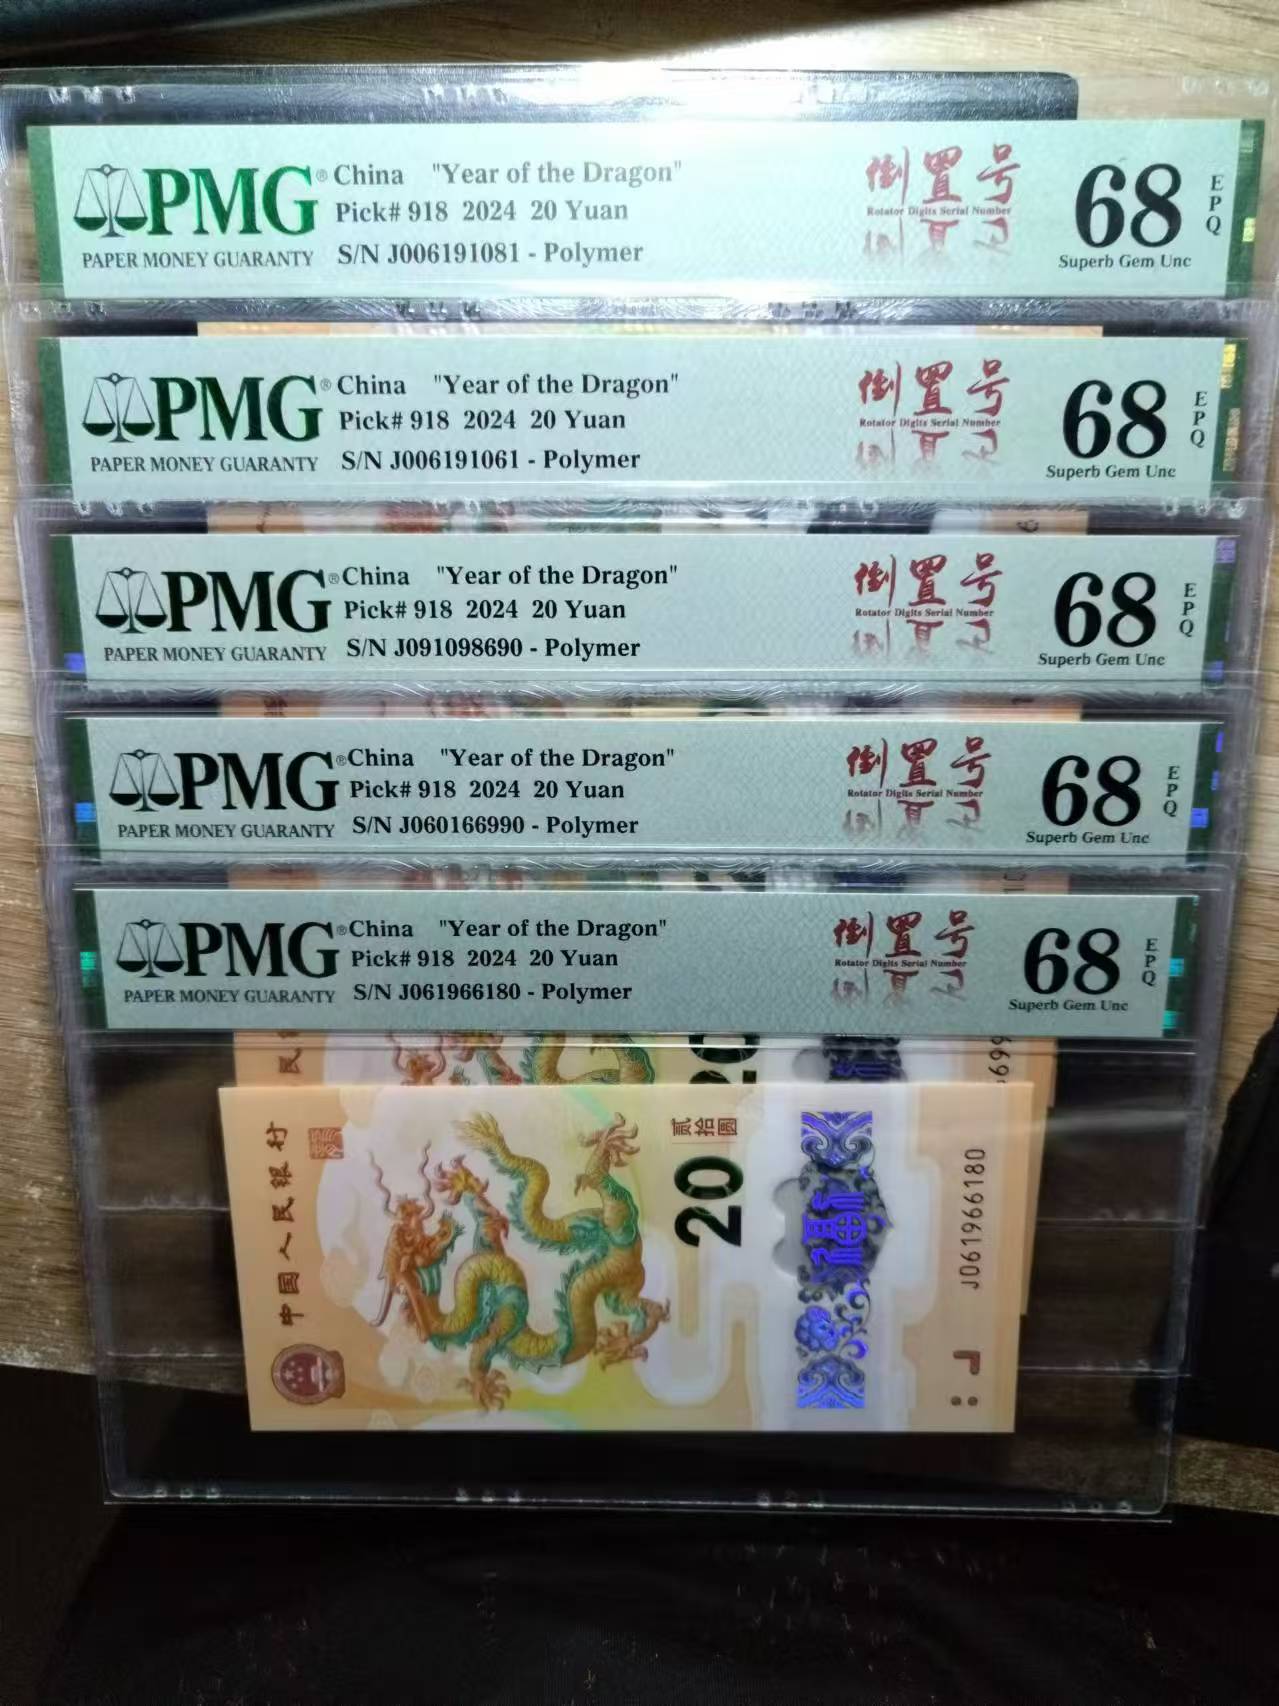 PMG® China "Year of the Dragon" 倒置号 68 EPQ
Pick# 918 2024 20 Yuan Rotator Digits Serial Number
PAPER MONEY GUARANTY S/N J006191081 - Polymer Superb Gem Unc
PMG® China "Year of the Dragon" 倒置号 68 EPQ
Pick# 918 2024 20 Yuan Rotator Digits Serial Number
PAPER MONEY GUARANTY S/N J006191061 - Polymer Superb Gem Unc
PMG® China "Year of the Dragon" 倒置号 68 EPQ
Pick# 918 2024 20 Yuan Rotator Digits Serial Number
PAPER MONEY GUARANTY S/N J091098690 - Polymer Superb Gem Unc
PMG® China "Year of the Dragon" 倒置号 68 EPQ
Pick# 918 2024 20 Yuan Rotator Digits Serial Number
PAPER MONEY GUARANTY S/N J060166990 - Polymer Superb Gem Unc
PMG® China "Year of the Dragon" 倒置号 68 EPQ
Pick# 918 2024 20 Yuan Rotator Digits Serial Number
PAPER MONEY GUARANTY S/N J061966180 - Polymer Superb Gem Unc
中国人民银行
贰拾圆
20
J061966180